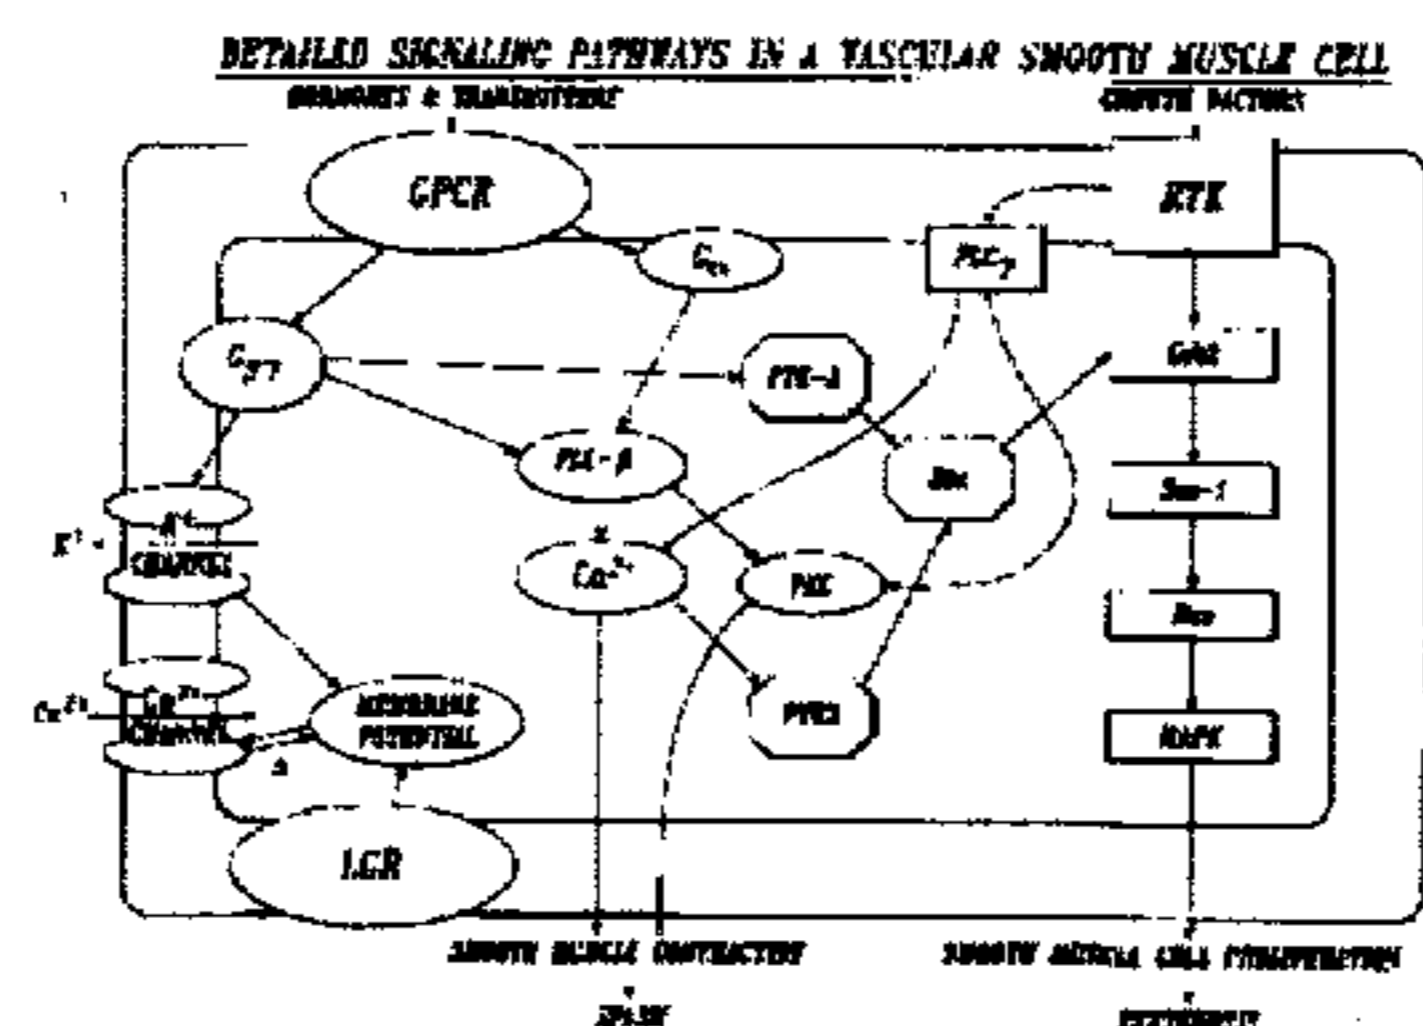 DETAILED SIGNALING PATHWAYS IN A VASCULAR SMOOTH MUSCLE CELL
HORMONES & TRANSMITTERS
GROWTH FACTORS
GPCR
RTK
Gα
PLCγ
Gβγ
Grb2
PLC-β
Sos-1
K+
K+
CHANNEL
Ca2+
PKC
Ras
Ca2+
Ca2+
CHANNEL
MEMBRANE
POTENTIAL
PYK2
MAPK
LGR
SMOOTH MUSCLE CONTRACTION
SMOOTH MUSCLE CELL PROLIFERATION
SPASM